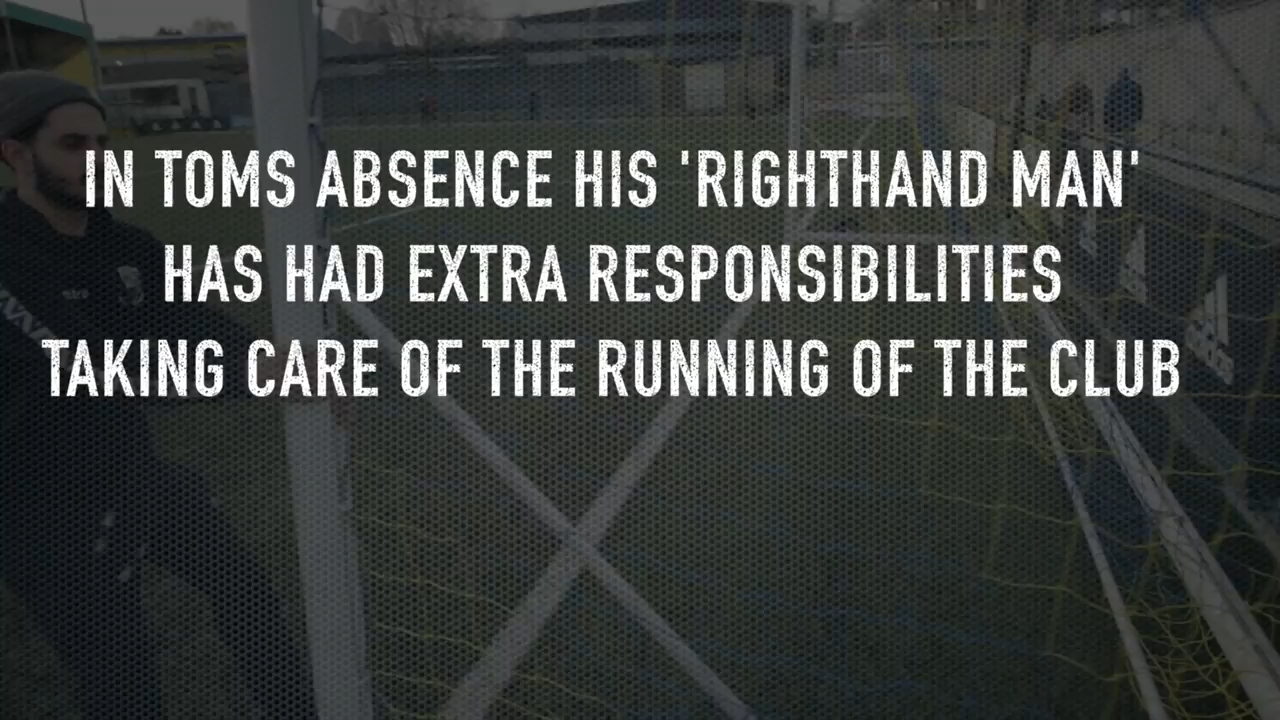 IN TOMS ABSENCE HIS 'RIGHTHAND MAN'
HAS HAD EXTRA RESPONSIBILITIES
TAKING CARE OF THE RUNNING OF THE CLUB